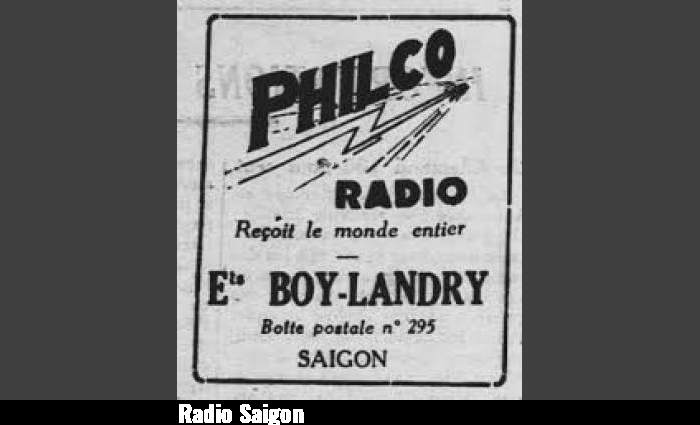 PHILCO
RADIO
Reçoit le monde entier
Ets BOY-LANDRY
Boîte postale n° 295
SAIGON
Radio Saigon